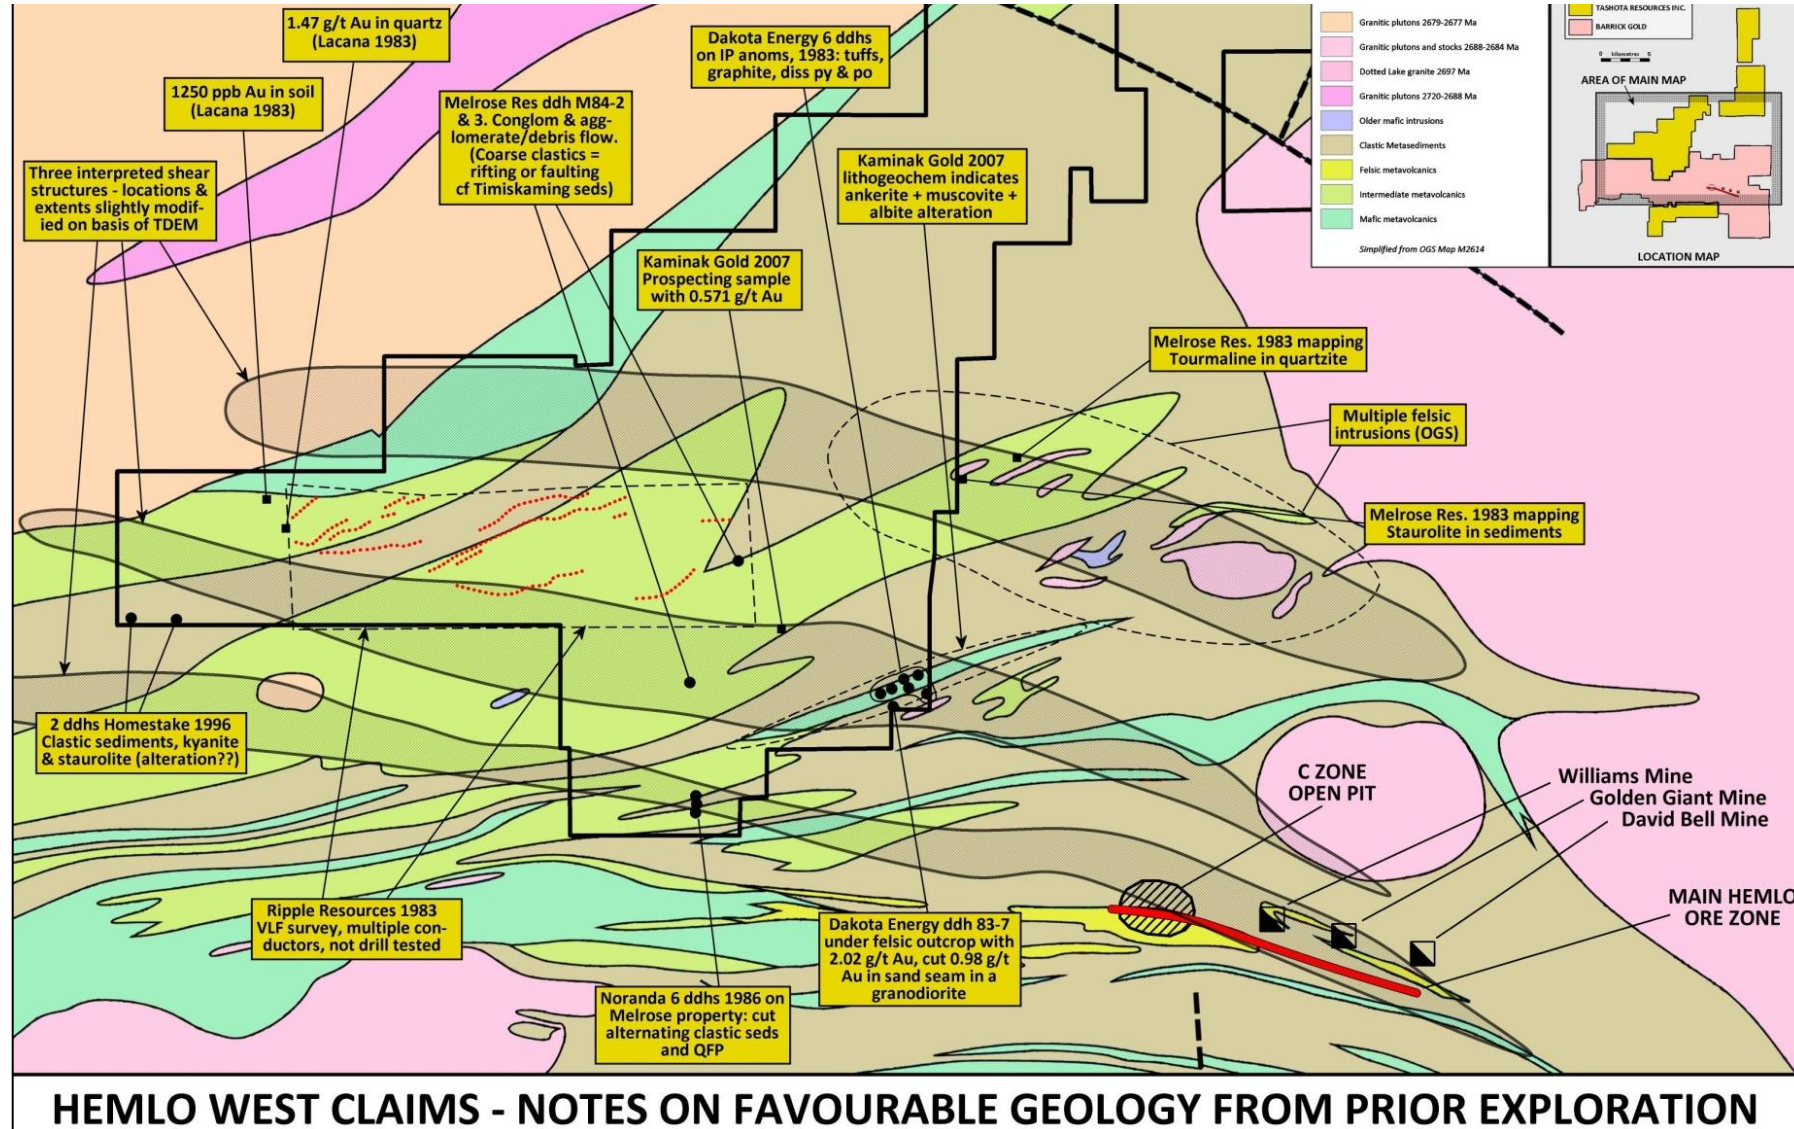 1.47 g/t Au in quartz
(Lacana 1983)
1250 ppb Au in soil
(Lacana 1983)
Three interpreted shear
structures - locations &
extents slightly modif-
ied on basis of TDEM
Melrose Res ddh M84-2
& 3. Conglom & agg-
lomerate/debris flow.
(Coarse clastics =
rifting or faulting
cf Timiskaming seds)
Dakota Energy 6 ddhs
on IP anoms, 1983: tuffs,
graphite, diss py & po
Kaminak Gold 2007
lithogeochem indicates
ankerite + muscovite +
albite alteration
Kaminak Gold 2007
Prospecting sample
with 0.571 g/t Au
Granitic plutons 2679-2677 Ma
Granitic plutons and stocks 2688-2684 Ma
Dotted Lake granite 2697 Ma
Granitic plutons 2720-2688 Ma
Older mafic intrusions
Clastic Metasediments
Felsic metavolcanics
Intermediate metavolcanics
Mafic metavolcanics
Simplified from OGS Map M2614
TASHOTA RESOURCES INC.
BARRICK GOLD
0 kilometres 5
AREA OF MAIN MAP
LOCATION MAP
Melrose Res. 1983 mapping
Tourmaline in quartzite
Multiple felsic
intrusions (OGS)
Melrose Res. 1983 mapping
Staurolite in sediments
2 ddhs Homestake 1996
Clastic sediments, kyanite
& staurolite (alteration??)
C ZONE
OPEN PIT
Williams Mine
Golden Giant Mine
David Bell Mine
MAIN HEMLO
ORE ZONE
Ripple Resources 1983
VLF survey, multiple con-
ductors, not drill tested
Dakota Energy ddh 83-7
under felsic outcrop with
2.02 g/t Au, cut 0.98 g/t
Au in sand seam in a
granodiorite
Noranda 6 ddhs 1986 on
Melrose property: cut
alternating clastic seds
and QFP
HEMLO WEST CLAIMS - NOTES ON FAVOURABLE GEOLOGY FROM PRIOR EXPLORATION